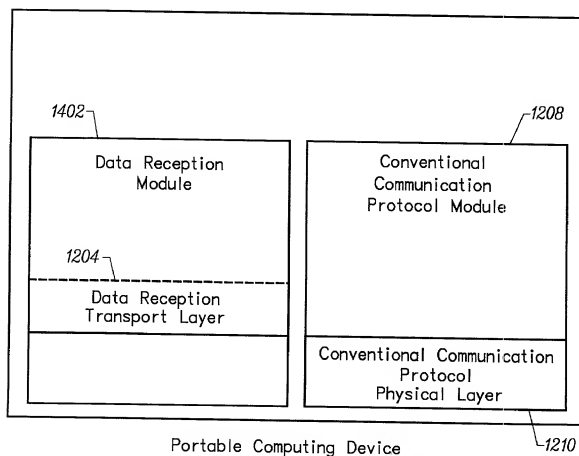 1402
1208
Data Reception
Module
Conventional
Communication
Protocol Module
1204
Data Reception
Transport Layer
Conventional Communication
Protocol
Physical Layer
1210
Portable Computing Device